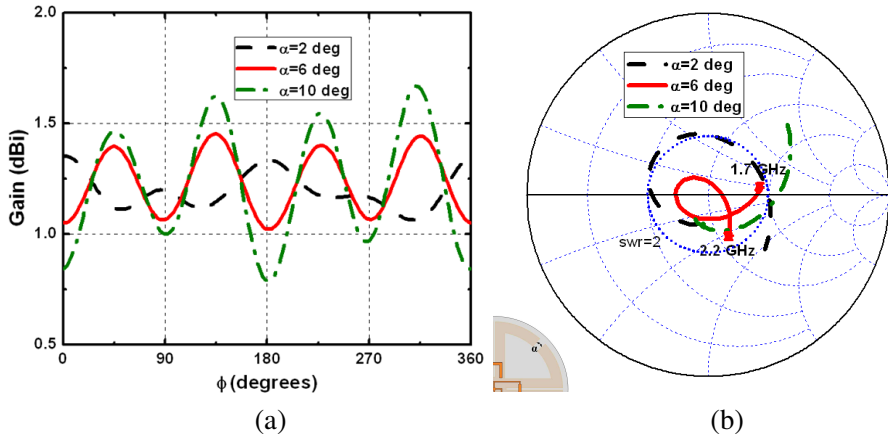 2.0
1.5
1.0
0.5
Gain (dBi)
α=2 deg
α=6 deg
α=10 deg
0
90
180
270
360
ϕ (degrees)
(a)
α=2 deg
α=6 deg
α=10 deg
1.7 GHz
swr=2
2.2 GHz
α
(b)